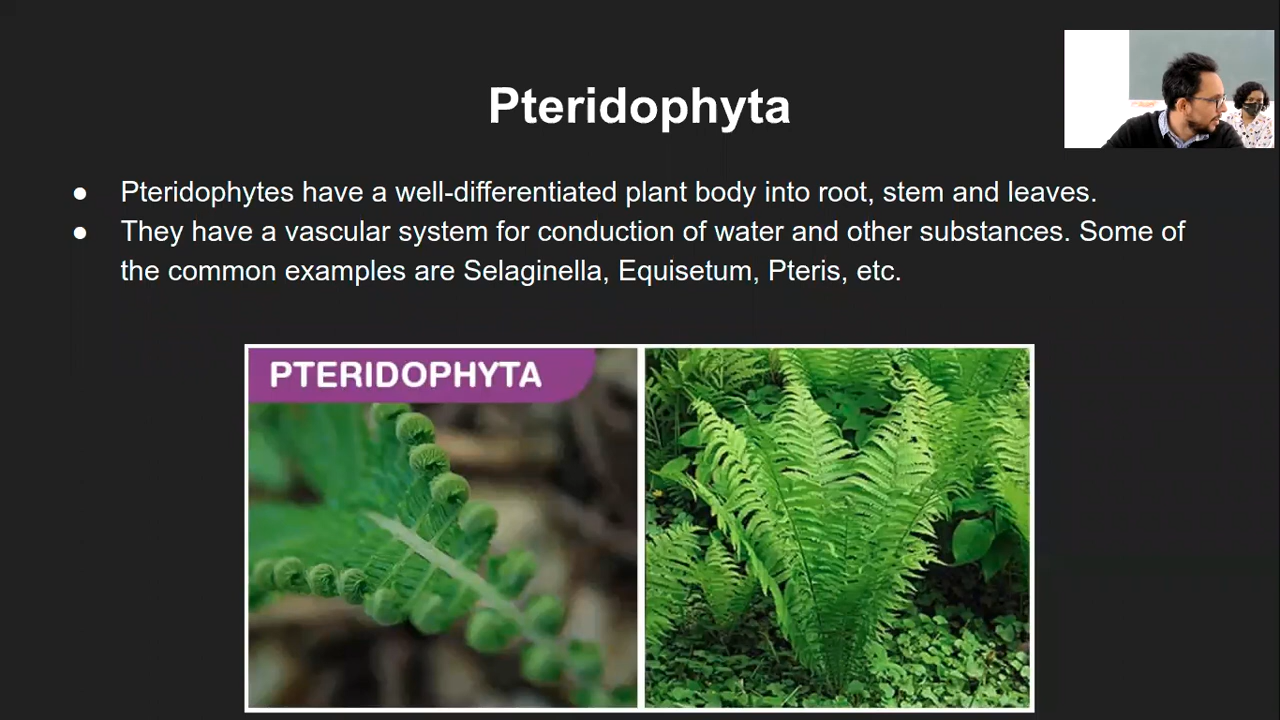 Pteridophyta
● Pteridophytes have a well-differentiated plant body into root, stem and leaves.
● They have a vascular system for conduction of water and other substances. Some of
the common examples are Selaginella, Equisetum, Pteris, etc.
PTERIDOPHYTA